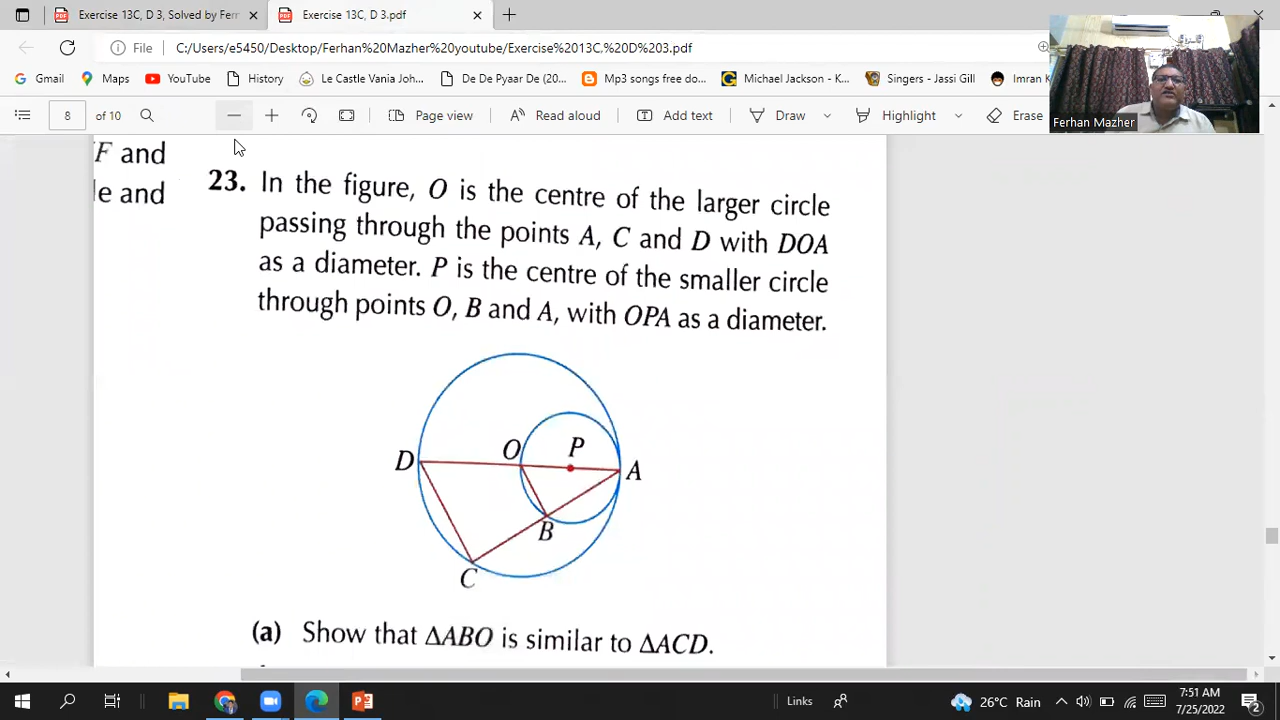 Exercise 13C, D 3, Solved by Fer
Exercise 13C, D 3.pdf
File
C:/Users/e5450/Desktop/Ferhan%20Mazher%20youtube/Exercise%2013C,%20D%203.pdf
Gmail
Maps
YouTube
History
Le Castle Vania Joh...
De De Pyaar De (20...
Mp3 songs free do...
Michael Jackson - K...
Singers - Jassi Gill
Imran K
8
of 10
Page view
Read aloud
Add text
Draw
Highlight
Erase
Ferhan Mazher
F and
le and
23. In the figure, O is the centre of the larger circle
passing through the points A, C and D with DOA
as a diameter. P is the centre of the smaller circle
through points O, B and A, with OPA as a diameter.
O
P
D
A
B
C
(a) Show that ΔABO is similar to ΔACD.
Links
26°C Rain
7:51 AM
7/25/2022
2